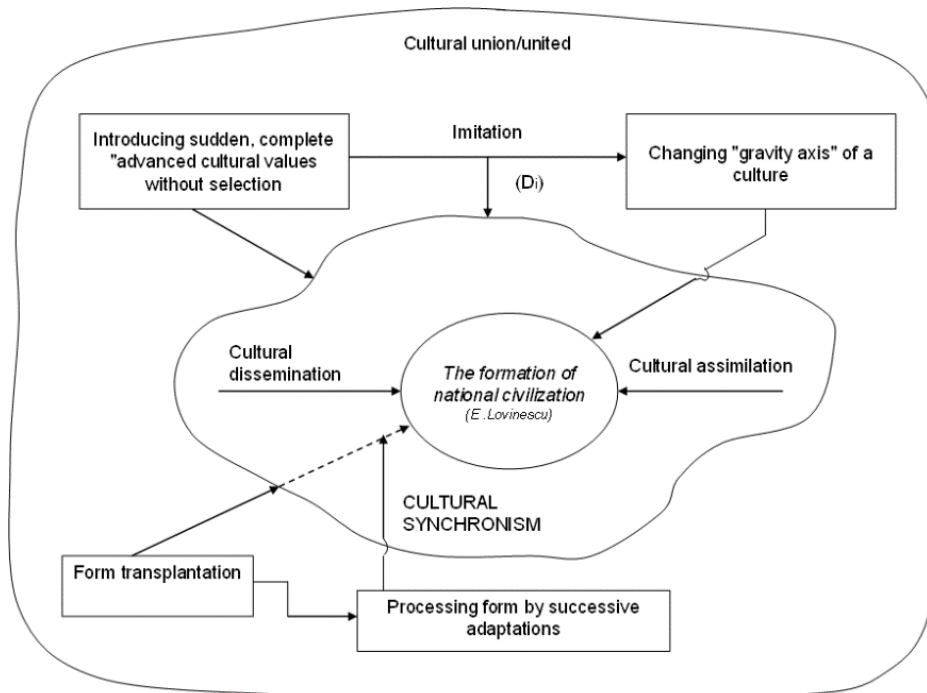 Cultural union/united
Introducing sudden, complete
"advanced cultural values
without selection
Imitation
(Di)
Changing "gravity axis" of a
culture
Cultural
dissemination
The formation of
national civilization
(E .Lovinescu)
Cultural assimilation
CULTURAL
SYNCHRONISM
Form transplantation
Processing form by successive
adaptations